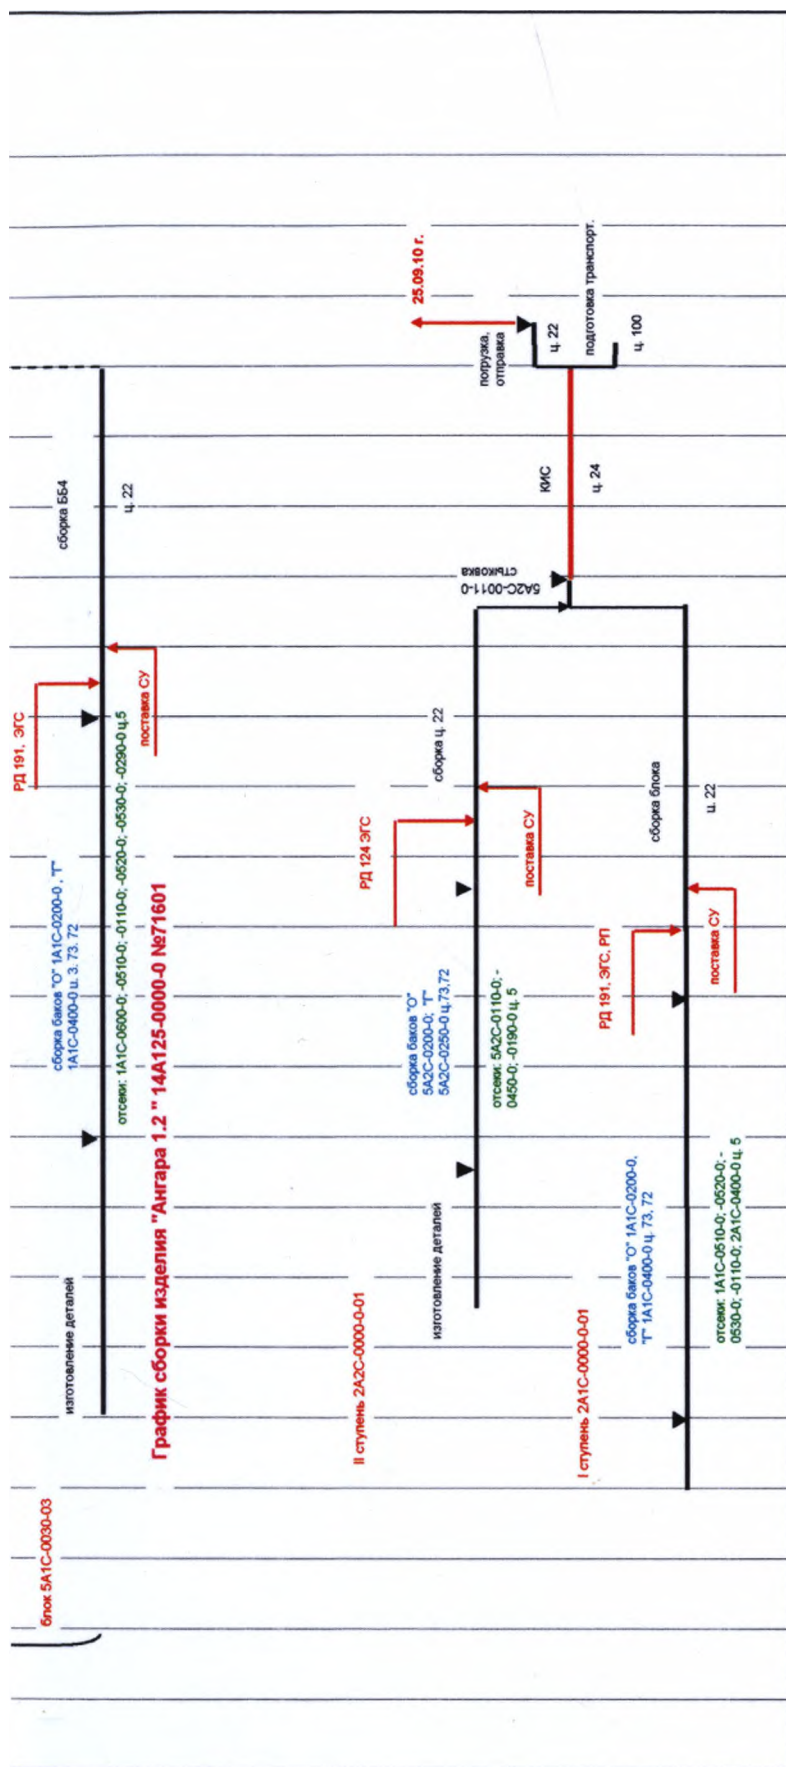 блок 5А1С-0030-03
изготовление деталей
сборка баков "О" 1А1С-0200-0, "Г"
1А1С-0400-0 ц. 3, 73, 72
отсеки: 1А1С-0600-0; -0510-0; -0110-0; -0520-0; -0530-0; -0290-0 ц.5
РД 191, ЭГС
поставка СУ
сборка ББ4
ц. 22
График сборки изделия "Ангара 1.2 " 14А125-0000-0 №71601
II ступень 2А2С-0000-0-01
изготовление деталей
сборка баков "О"
5А2С-0200-0; "Г"
5А2С-0250-0 ц.73,72
отсеки: 5А2С-0110-0; -
0450-0; -0190-0 ц. 5
РД 124 ЭГС
поставка СУ
сборка ц. 22
стыковка
5А2С-0011-0
КИС
ц. 24
погрузка,
отправка
25.09.10 г.
ц. 22
подготовка транспорт.
ц. 100
I ступень 2А1С-0000-0-01
сборка баков "О" 1А1С-0200-0,
"Г" 1А1С-0400-0 ц. 73, 72
отсеки: 1А1С-0510-0; -0520-0; -
0530-0; -0110-0; 2А1С-0400-0 ц. 5
РД 191, ЭГС, РП
поставка СУ
сборка блока
ц. 22